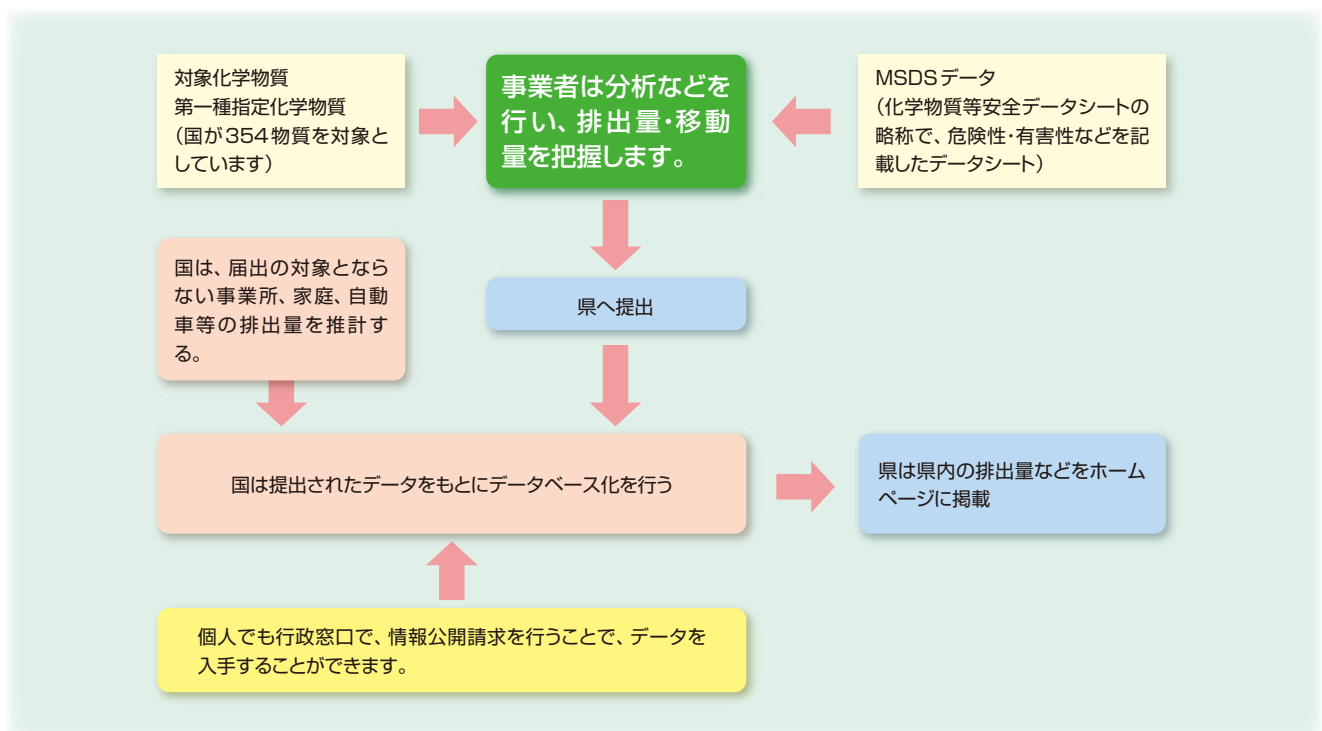 対象化学物質
第一種指定化学物質
（国が354物質を対象と
しています）
事業者は分析などを
行い、排出量・移動
量を把握します。
MSDSデータ
（化学物質等安全データシートの
略称で、危険性・有害性などを記
載したデータシート）
国は、届出の対象となら
ない事業所、家庭、自動
車等の排出量を推計す
る。
県へ提出
国は提出されたデータをもとにデータベース化を行う
県は県内の排出量などをホーム
ページに掲載
個人でも行政窓口で、情報公開請求を行うことで、データを
入手することができます。